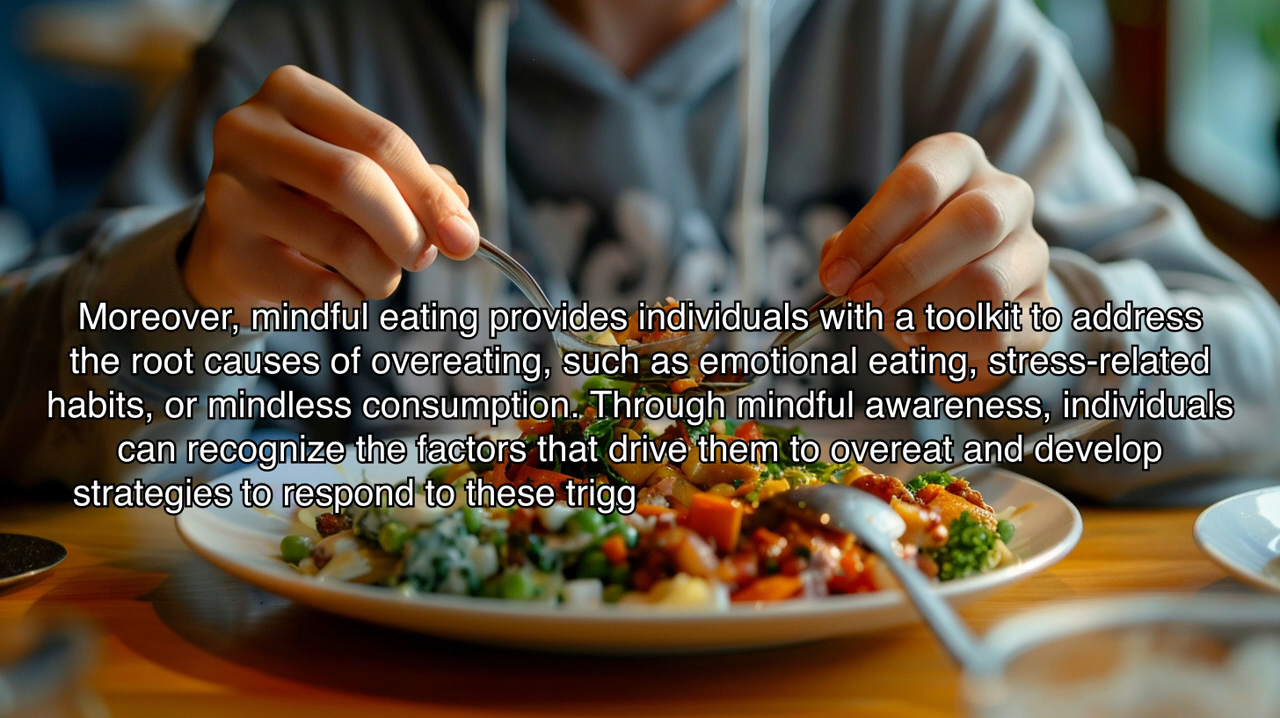 Moreover, mindful eating provides individuals with a toolkit to address
the root causes of overeating, such as emotional eating, stress-related
habits, or mindless consumption. Through mindful awareness, individuals
can recognize the factors that drive them to overeat and develop
strategies to respond to these trigg